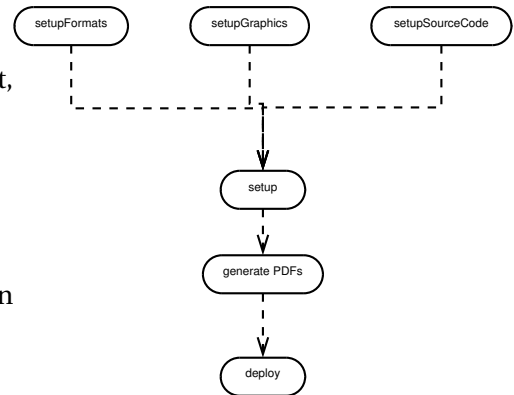 setupFormats setupGraphics setupSourceCode
t,
setup
generate PDFs
n
deploy